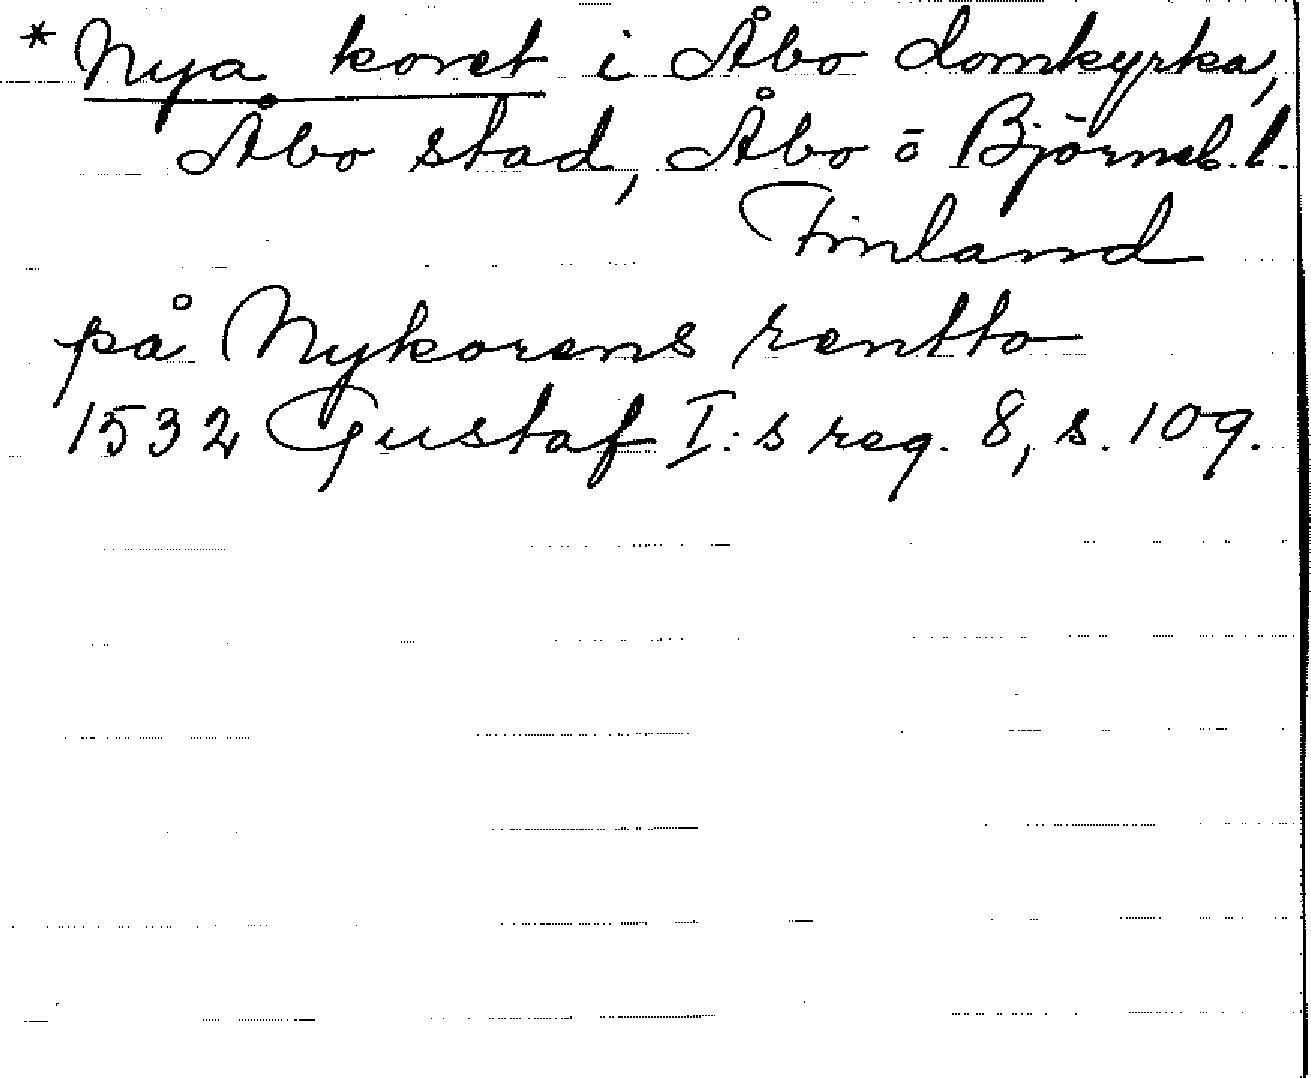 * Nya koret i Åbo domkyrka,
Åbo stad, Åbo o Björneb. l.
Finland
på Nykorens rentto
1532 Gustaf I:s reg. 8, s. 109.